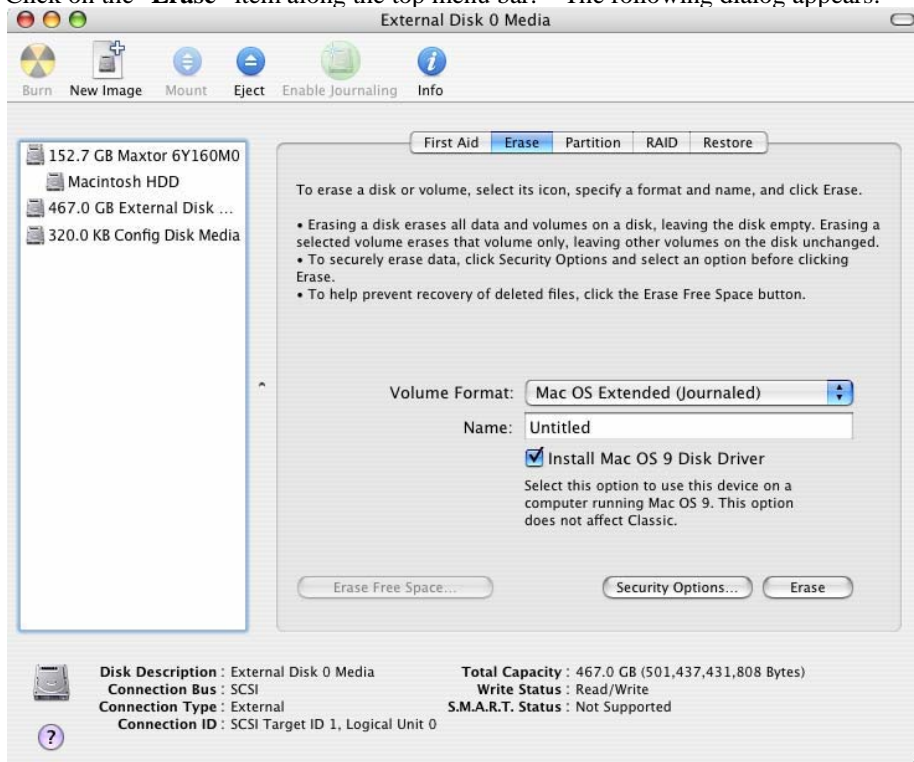 Click on the "Erase" item along the top menu bar. The following dialog appears:
External Disk 0 Media
Burn New Image Mount Eject Enable Journaling Info
152.7 GB Maxtor 6Y160M0
Macintosh HDD
467.0 GB External Disk ...
320.0 KB Config Disk Media
First Aid Erase Partition RAID Restore
To erase a disk or volume, select its icon, specify a format and name, and click Erase.
• Erasing a disk erases all data and volumes on a disk, leaving the disk empty. Erasing a
selected volume erases that volume only, leaving other volumes on the disk unchanged.
• To securely erase data, click Security Options and select an option before clicking
Erase.
• To help prevent recovery of deleted files, click the Erase Free Space button.
Volume Format: Mac OS Extended (Journaled)
Name: Untitled
Install Mac OS 9 Disk Driver
Select this option to use this device on a
computer running Mac OS 9. This option
does not affect Classic.
Erase Free Space... Security Options... Erase
Disk Description : External Disk 0 Media
Connection Bus : SCSI
Connection Type : External
Connection ID : SCSI Target ID 1, Logical Unit 0
Total Capacity : 467.0 GB (501,437,431,808 Bytes)
Write Status : Read/Write
S.M.A.R.T. Status : Not Supported
?